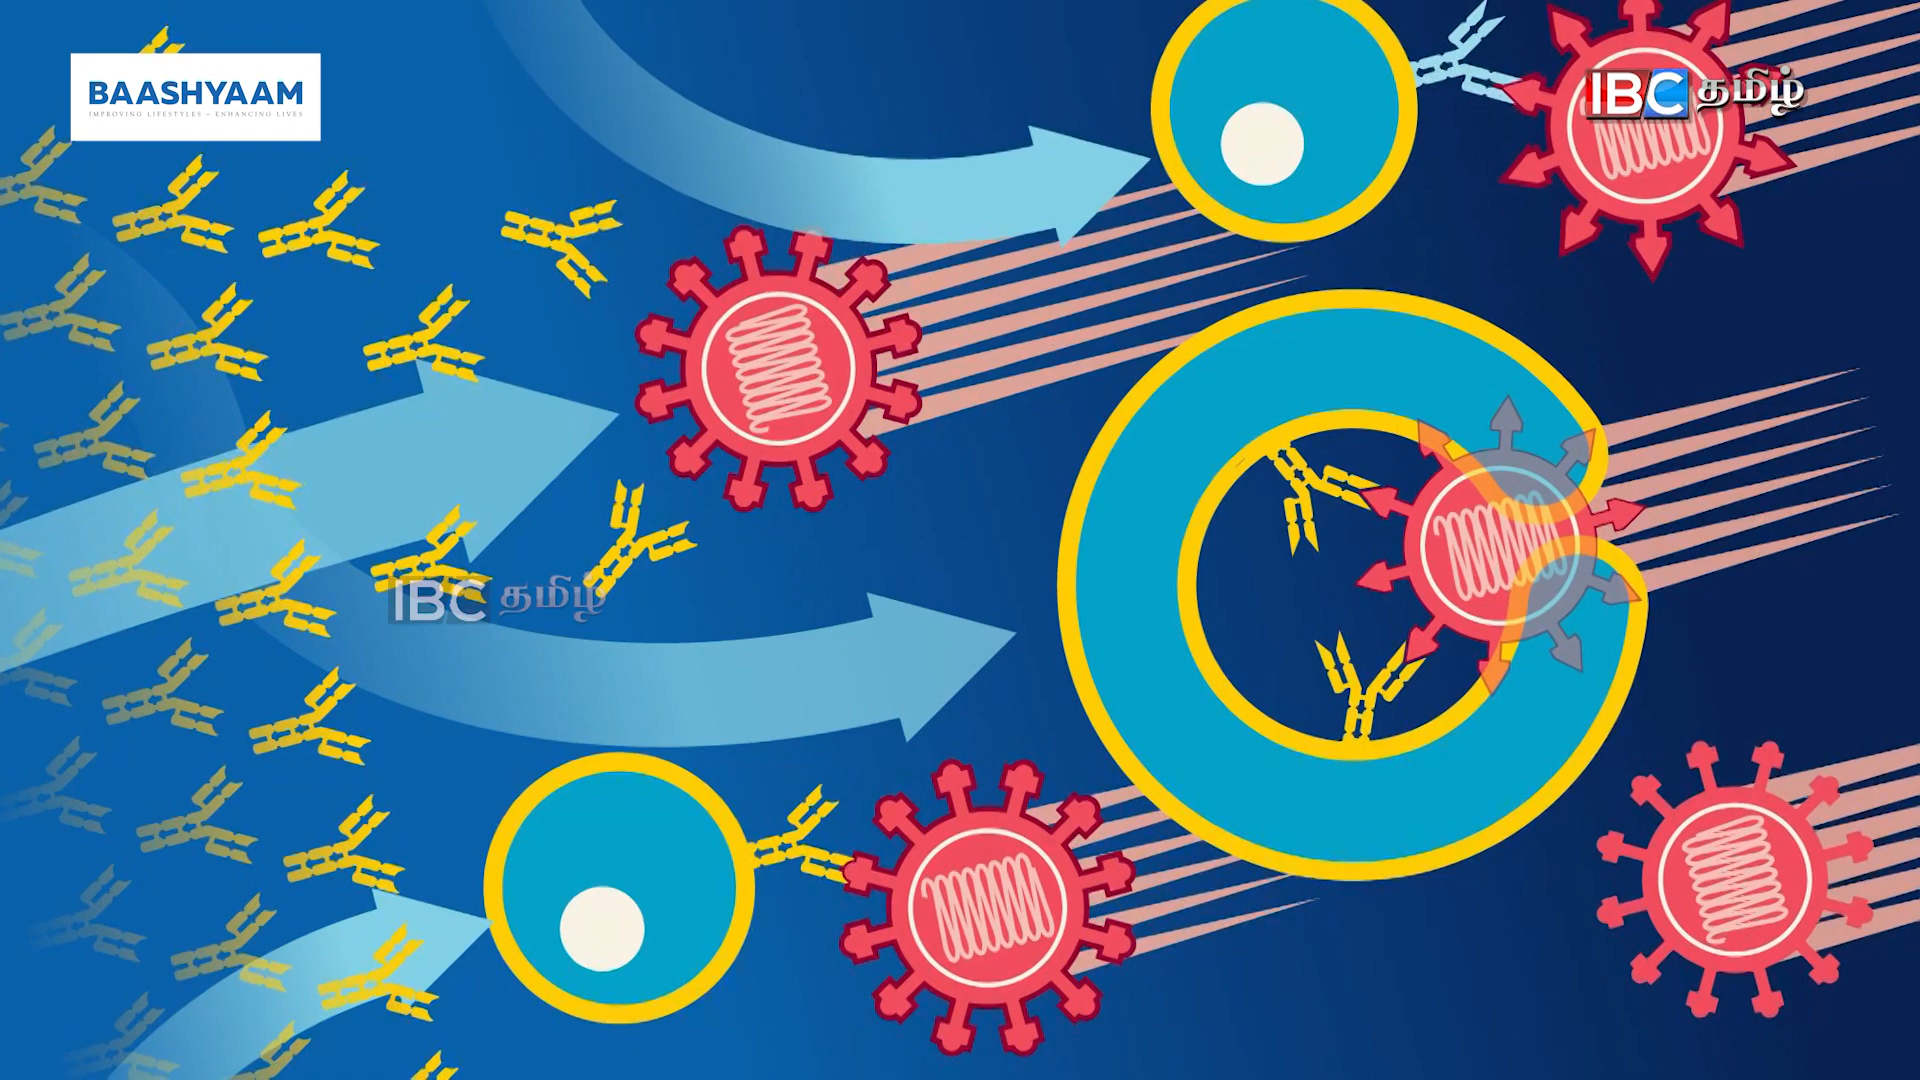 BAASHYAAM
IMPROVING LIFESTYLES - ENHANCING LIVES
IBC தமிழ்
IBC தமிழ்